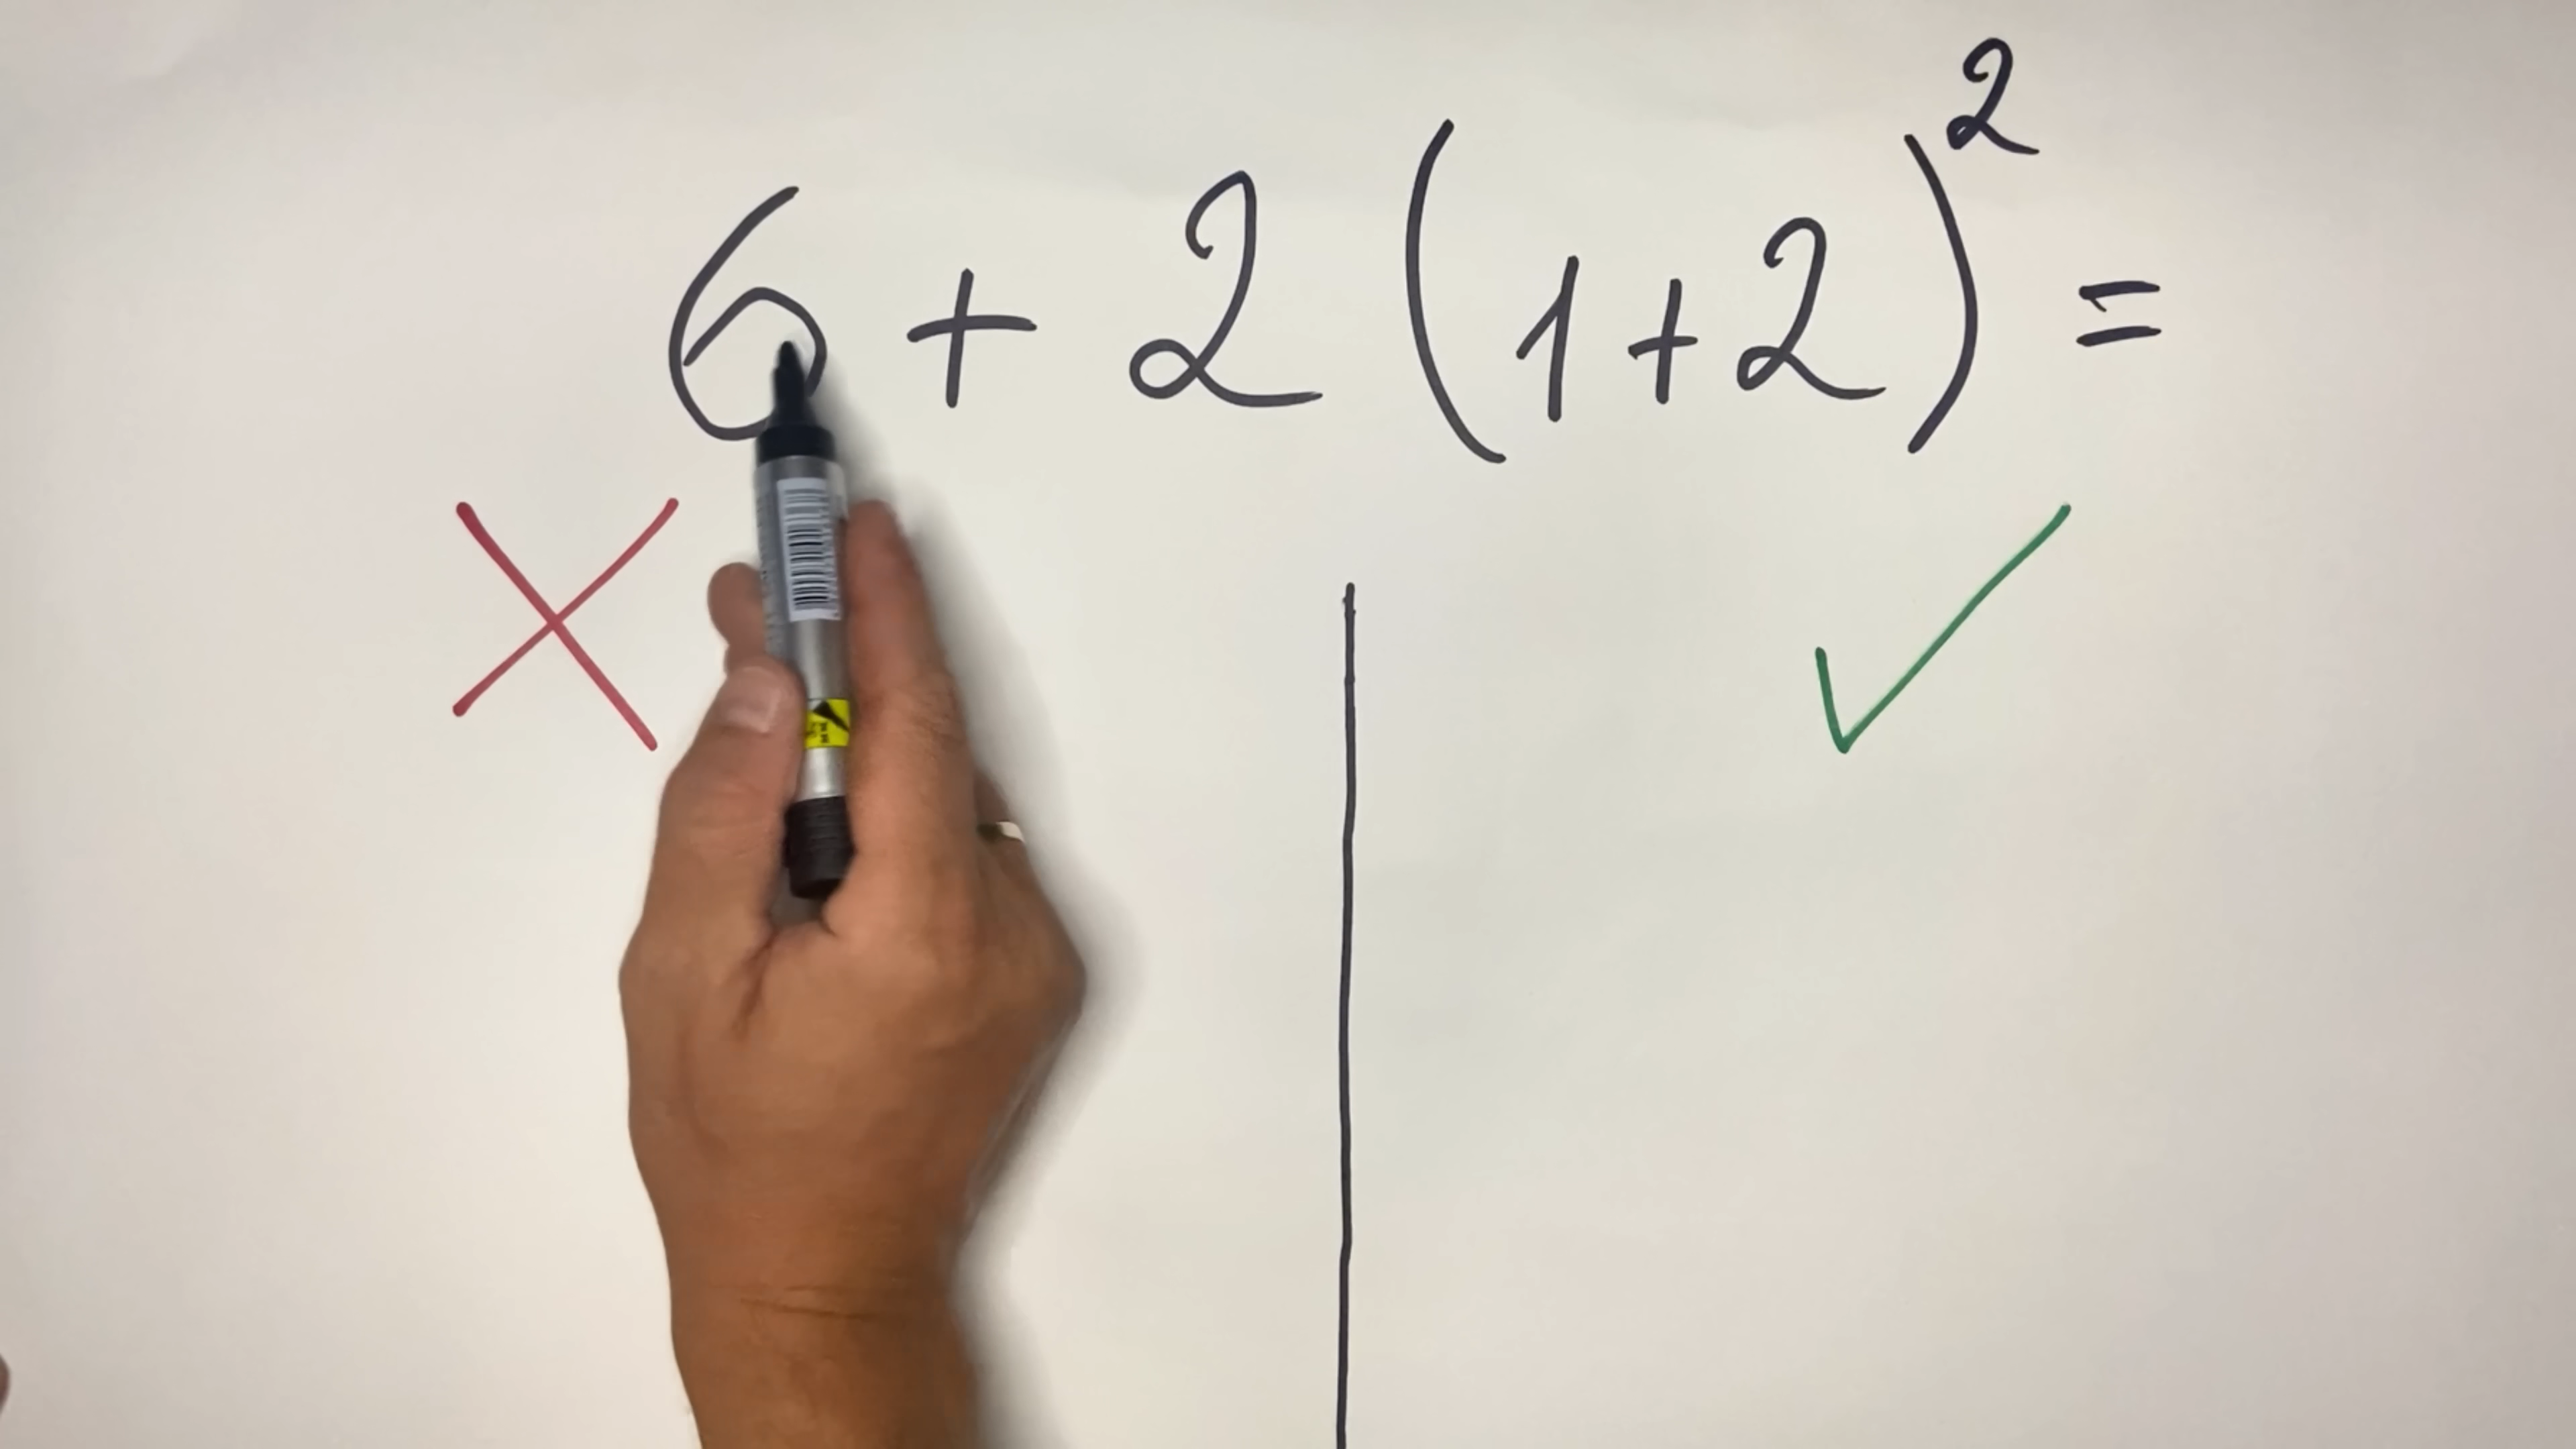 6 + 2 (1+2)² =